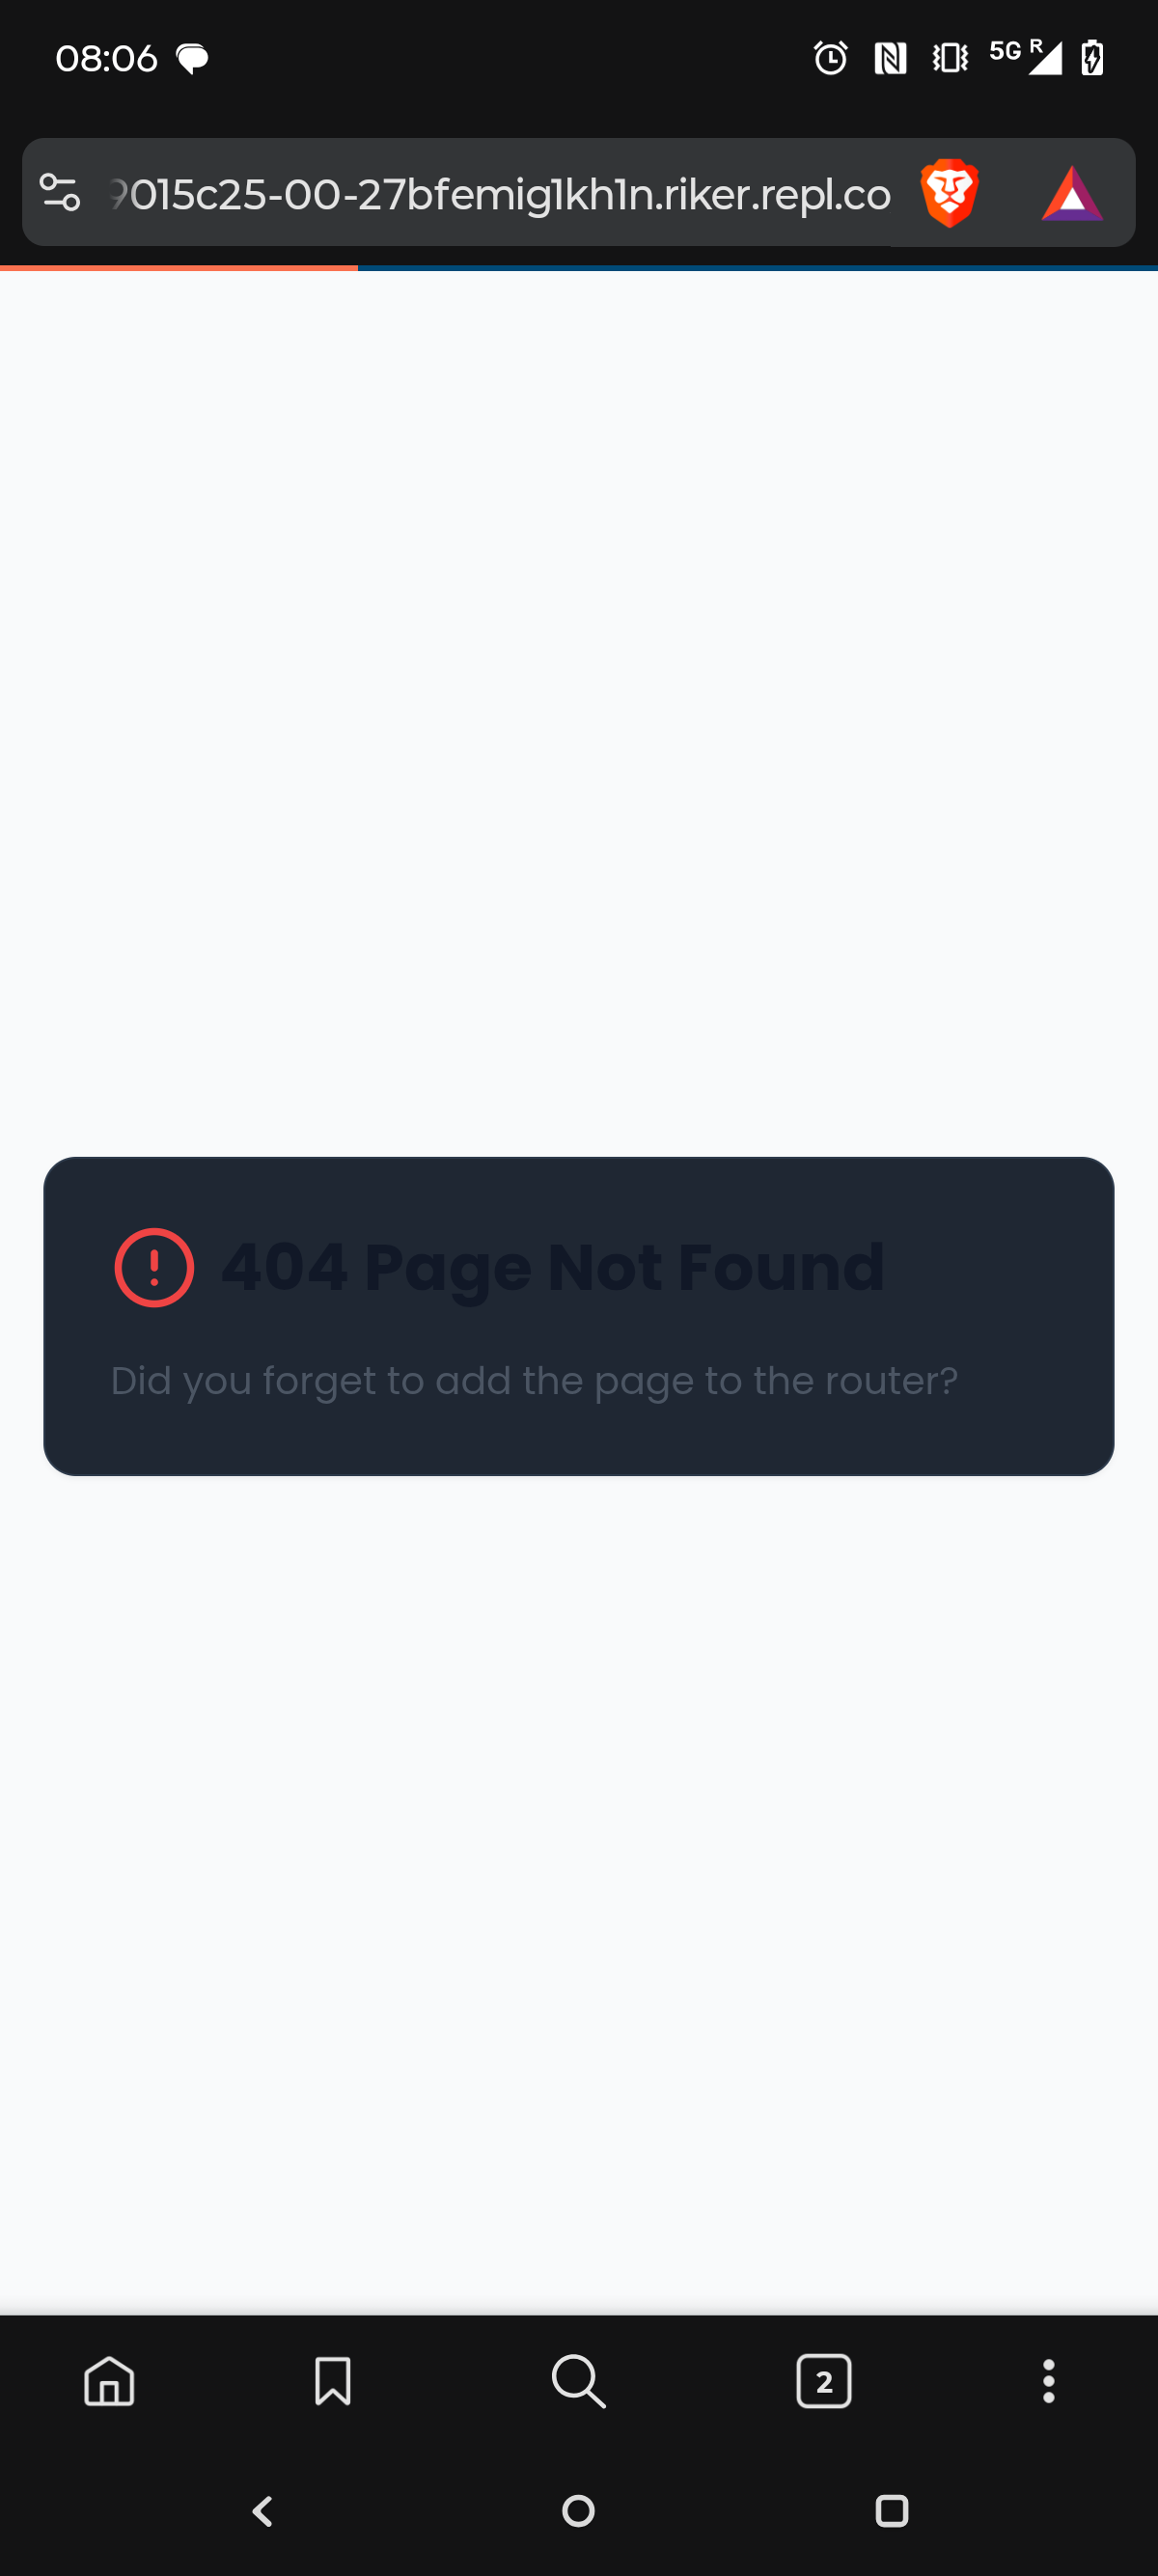 08:06
5G R
9015c25-00-27bfemig1kh1n.riker.repl.co
404 Page Not Found
Did you forget to add the page to the router?
2